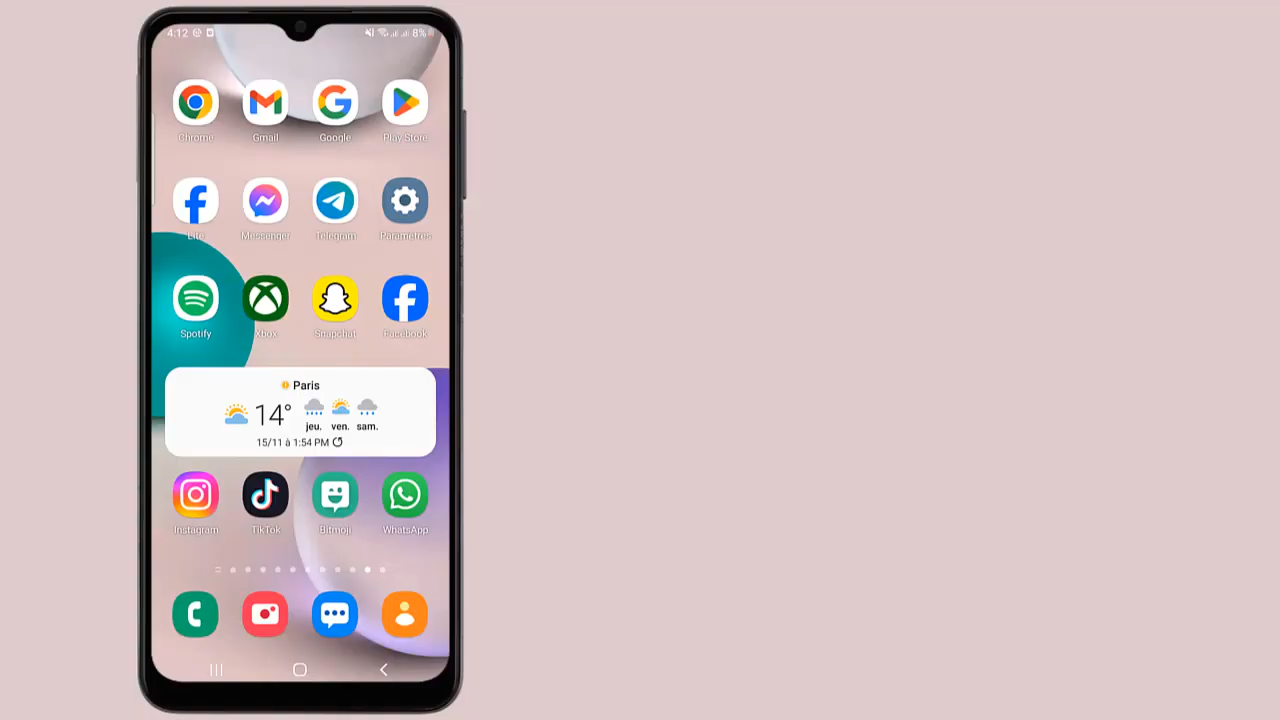 4:12 8%
Chrome Gmail Google Play Store
Lite Messenger Telegram Paramètres
Spotify Xbox Snapchat Facebook
Paris
14°
jeu. ven. sam.
15/11 à 1:54 PM
Instagram TikTok Bitmoji WhatsApp